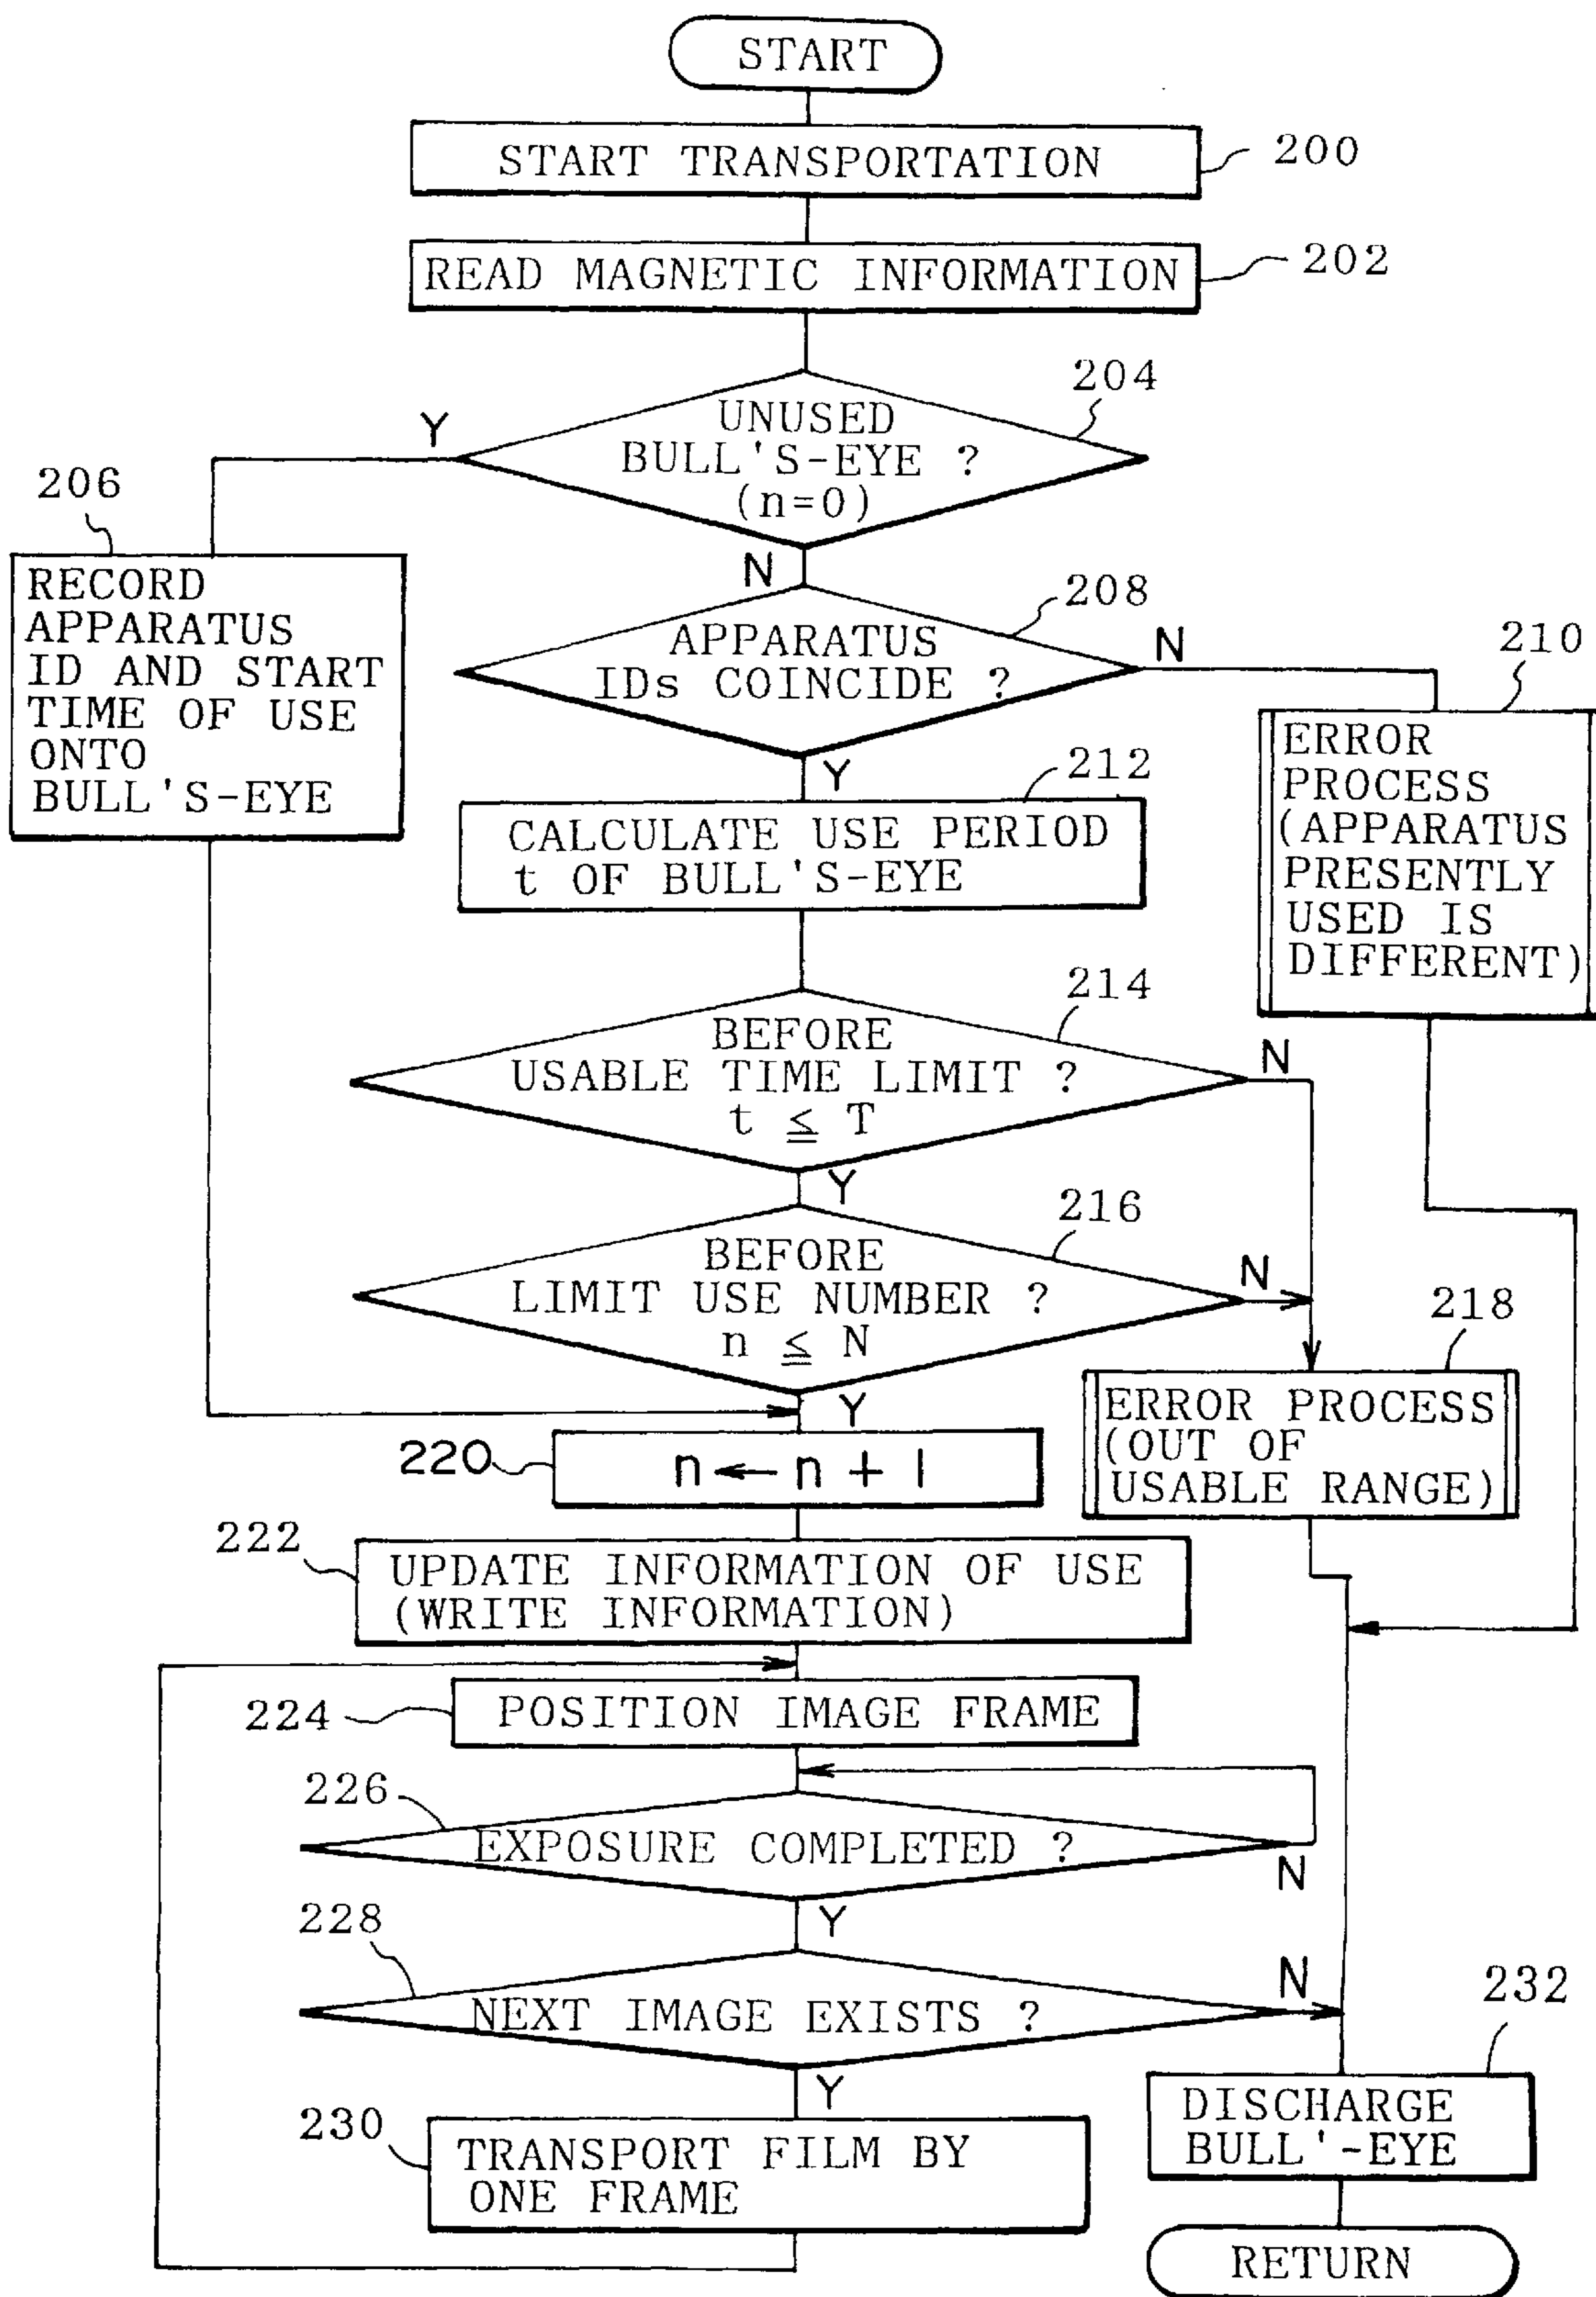 START
START TRANSPORTATION
200
READ MAGNETIC INFORMATION
202
204
UNUSED
BULL'S-EYE ?
(n=0)
Y
N
206
RECORD
APPARATUS
ID AND START
TIME OF USE
ONTO
BULL'S-EYE
208
APPARATUS
IDs COINCIDE ?
N
Y
210
ERROR
PROCESS
(APPARATUS
PRESENTLY
USED IS
DIFFERENT)
212
CALCULATE USE PERIOD
t OF BULL'S-EYE
214
BEFORE
USABLE TIME LIMIT ?
t ≦ T
N
Y
216
BEFORE
LIMIT USE NUMBER ?
n ≦ N
N
Y
218
ERROR PROCESS
(OUT OF
USABLE RANGE)
220
n ← n + 1
222
UPDATE INFORMATION OF USE
(WRITE INFORMATION)
224
POSITION IMAGE FRAME
226
EXPOSURE COMPLETED ?
N
Y
228
NEXT IMAGE EXISTS ?
N
Y
230
TRANSPORT FILM BY
ONE FRAME
232
DISCHARGE
BULL'-EYE
RETURN